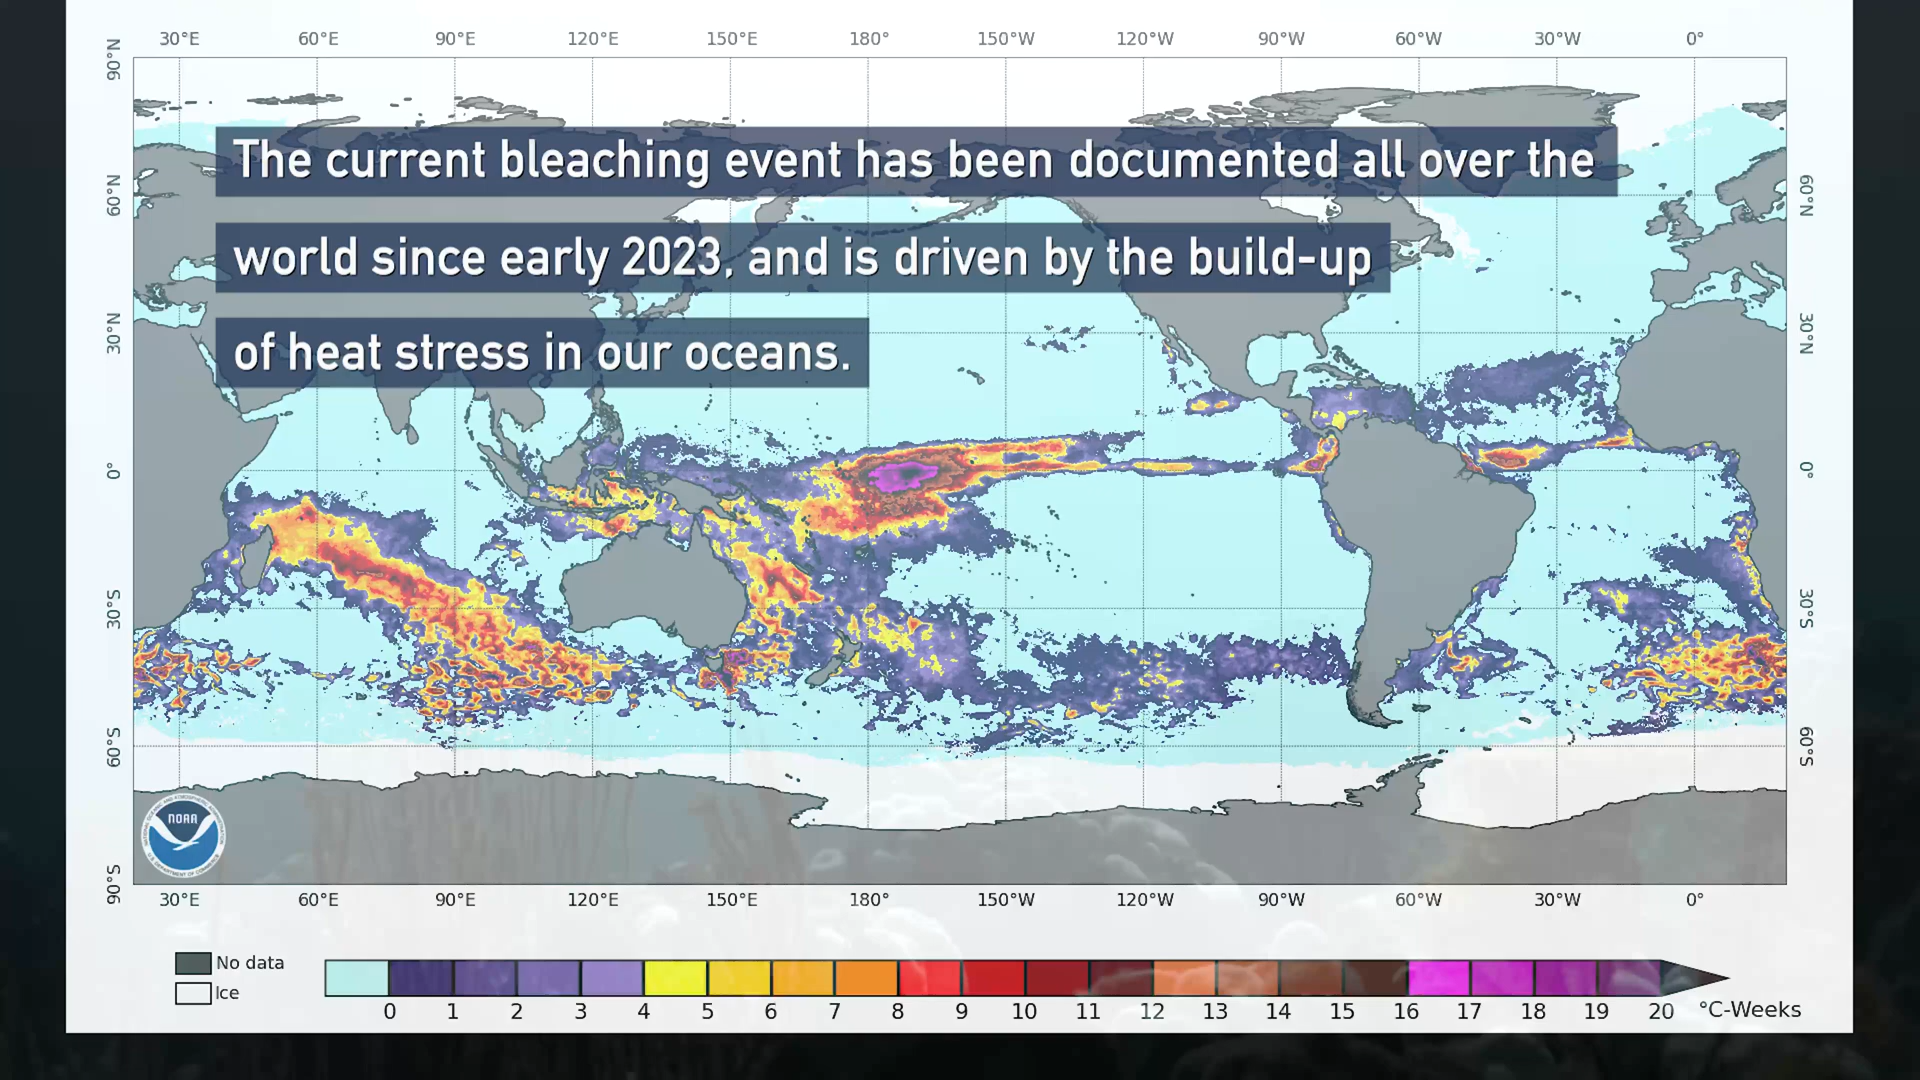 30°E 60°E 90°E 120°E 150°E 180° 150°W 120°W 90°W 60°W 30°W 0°
90°N
60°N
30°N
0°
30°S
60°S
90°S
The current bleaching event has been documented all over the
world since early 2023, and is driven by the build-up
of heat stress in our oceans.
60°N
30°N
0°
30°S
60°S
NOAA
30°E 60°E 90°E 120°E 150°E 180° 150°W 120°W 90°W 60°W 30°W 0°
No data
Ice
0 1 2 3 4 5 6 7 8 9 10 11 12 13 14 15 16 17 18 19 20 °C-Weeks